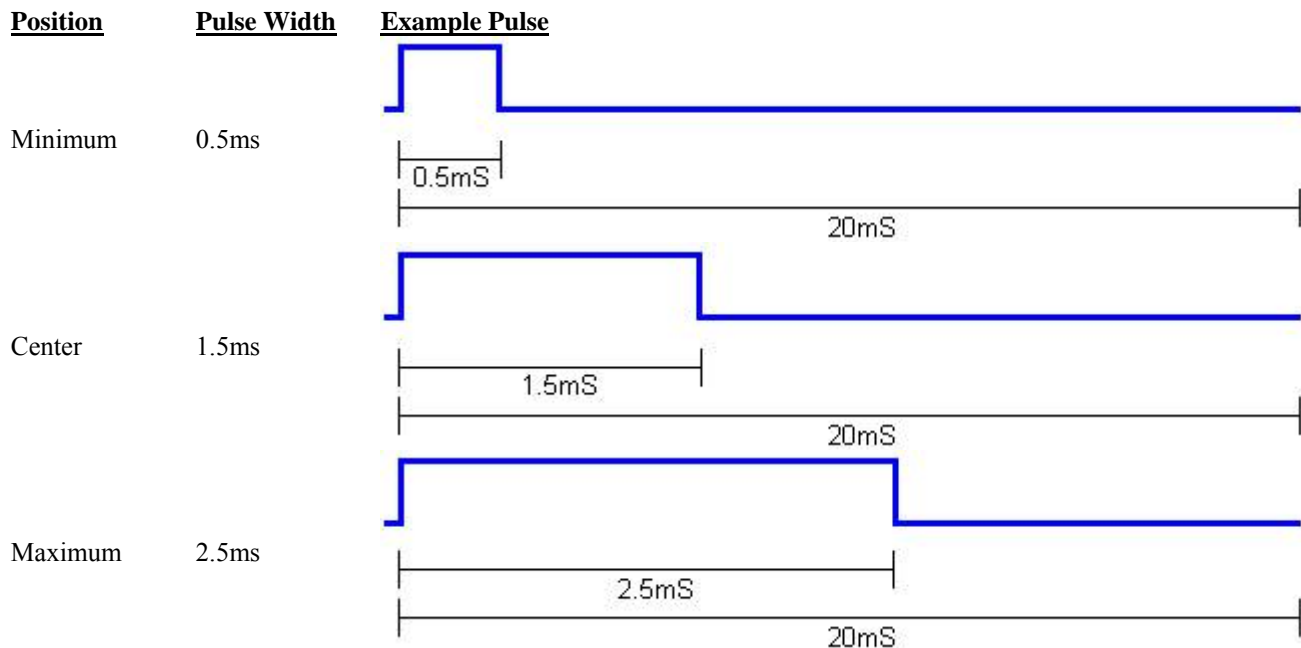 Position Pulse Width Example Pulse
Minimum 0.5ms
0.5mS
20mS
Center 1.5ms
1.5mS
20mS
Maximum 2.5ms
2.5mS
20mS